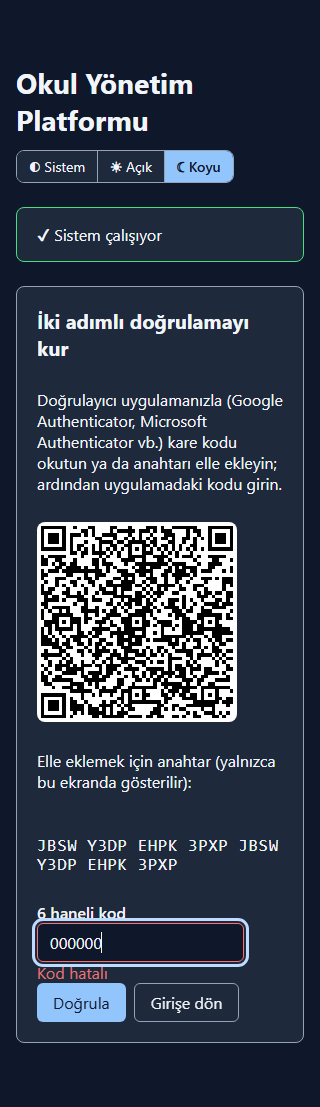 Okul Yönetim
Platformu
◐ Sistem
☀ Açık
☾ Koyu
✓ Sistem çalışıyor
İki adımlı doğrulamayı
kur
Doğrulayıcı uygulamanızla (Google
Authenticator, Microsoft
Authenticator vb.) kare kodu
okutun ya da anahtarı elle ekleyin;
ardından uygulamadaki kodu girin.
Elle eklemek için anahtar (yalnızca
bu ekranda gösterilir):
JBSW Y3DP EHPK 3PXP JBSW
Y3DP EHPK 3PXP
6 haneli kod
000000
Kod hatalı
Doğrula
Girişe dön